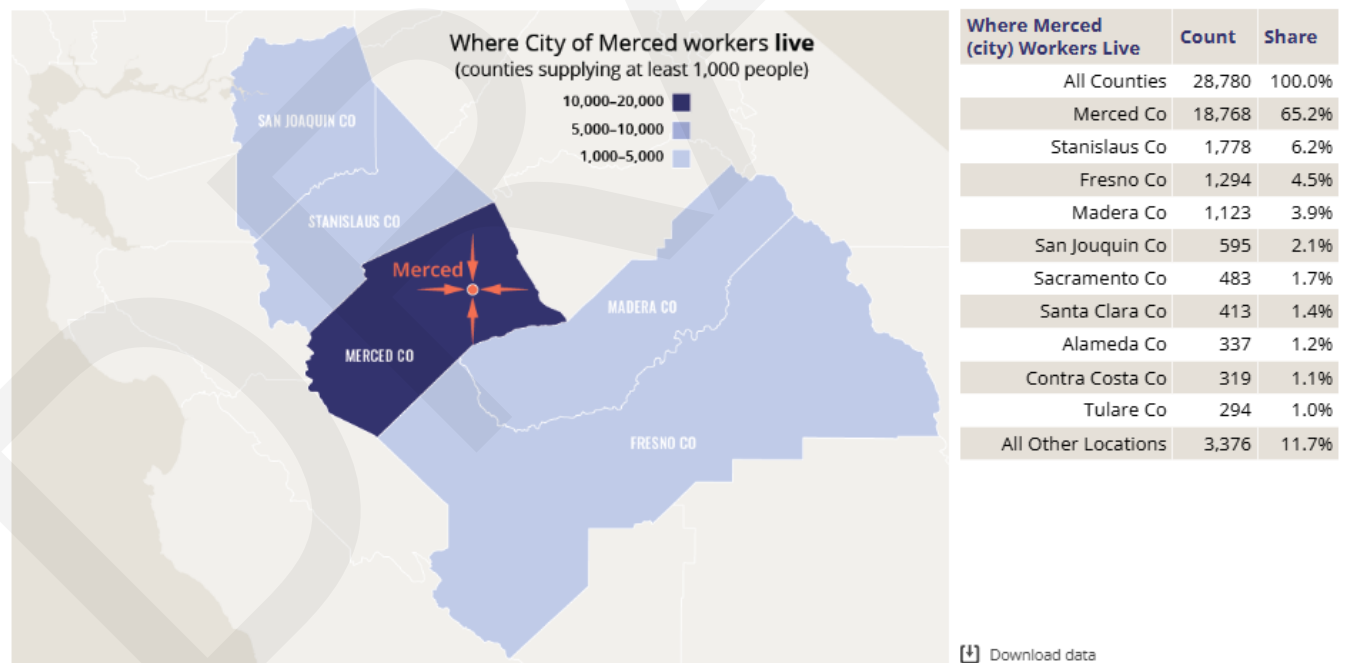 Where City of Merced workers live
(counties supplying at least 1,000 people)
10,000–20,000
5,000–10,000
1,000–5,000
SAN JOAQUIN CO
STANISLAUS CO
Merced
MADERA CO
MERCED CO
FRESNO CO
Where Merced
(city) Workers Live Count Share
All Counties 28,780 100.0%
Merced Co 18,768 65.2%
Stanislaus Co 1,778 6.2%
Fresno Co 1,294 4.5%
Madera Co 1,123 3.9%
San Jouquin Co 595 2.1%
Sacramento Co 483 1.7%
Santa Clara Co 413 1.4%
Alameda Co 337 1.2%
Contra Costa Co 319 1.1%
Tulare Co 294 1.0%
All Other Locations 3,376 11.7%
Download data